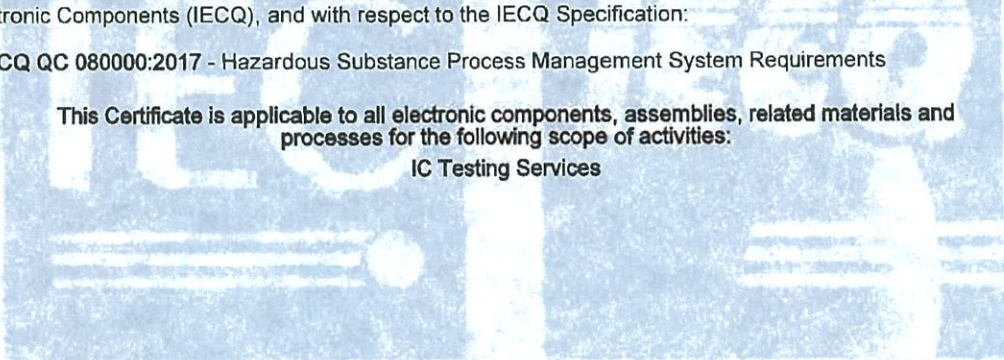 tronic Components (IECQ), and with respect to the IECQ Specification:
CQ QC 080000:2017 - Hazardous Substance Process Management System Requirements
This Certificate is applicable to all electronic components, assemblies, related materials and
processes for the following scope of activities:
IC Testing Services